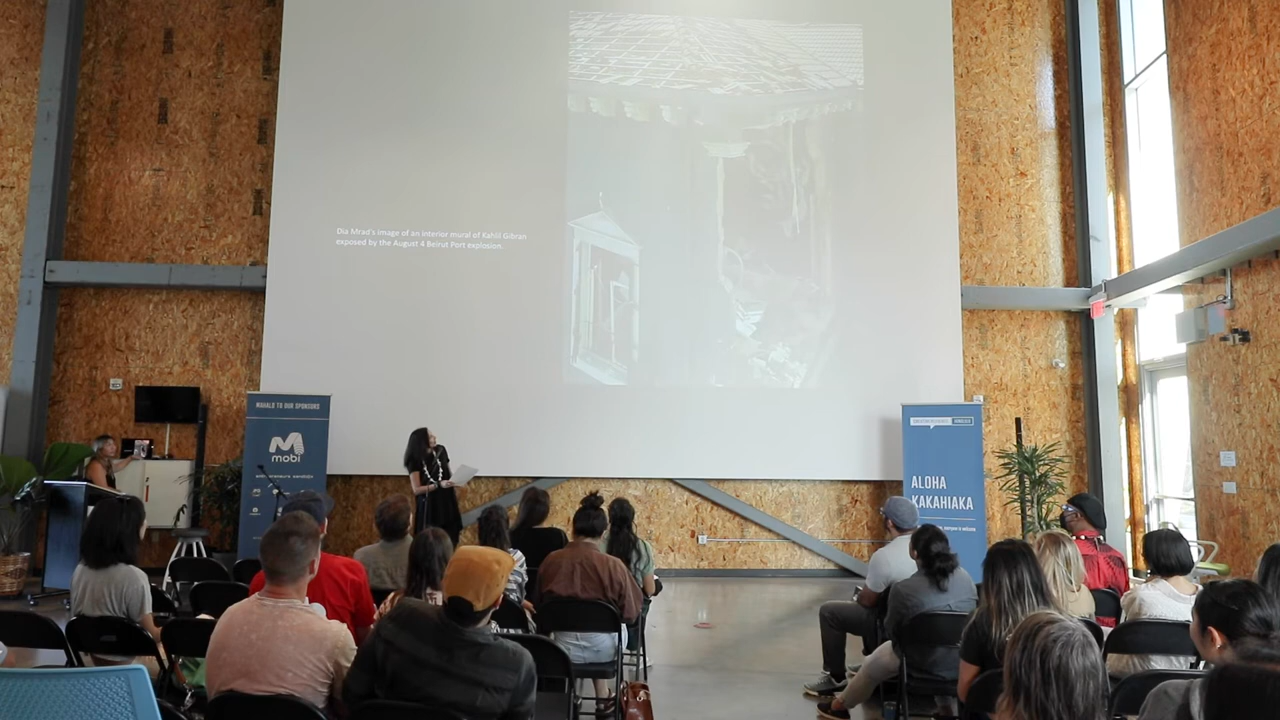 Dia Mrad's image of an interior mural of Kahlil Gibran
exposed by the August 4 Beirut Port explosion.
MAHALO TO OUR SPONSORS
mobi
ALOHA
KAKAHIAKA